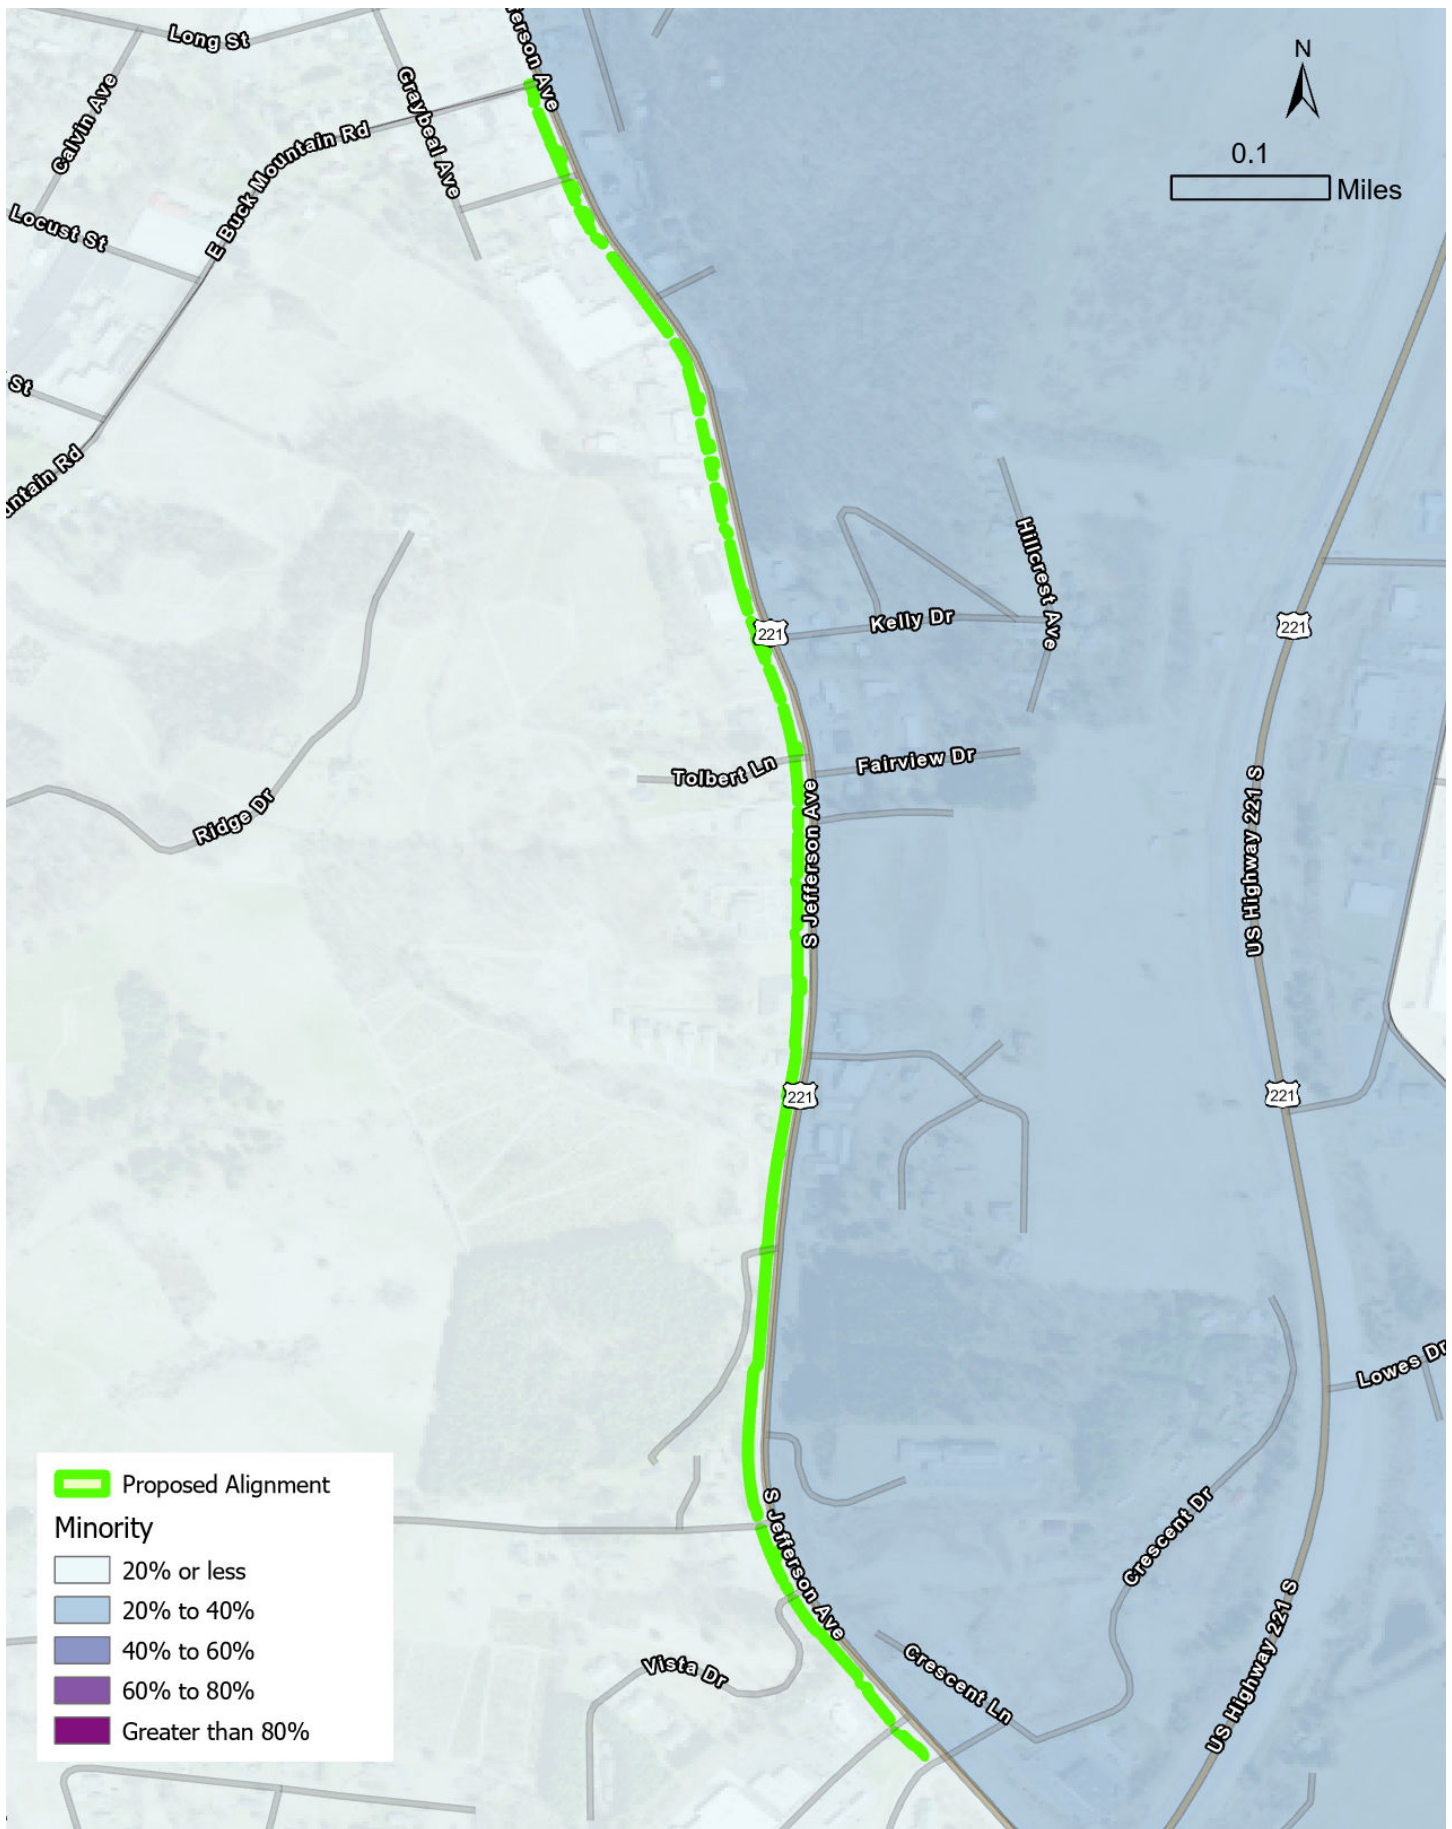 Long St
Calvin Ave
Graybeal Ave
ferson Ave
N
0.1
Miles
E Buck Mountain Rd
Locust St
St
untain Rd
Hillcrest Ave
Kelly Dr
221
221
Tolbert Ln
Fairview Dr
Ridge Dr
S Jefferson Ave
US Highway 221 S
221
221
Lowes Dr
S Jefferson Ave
Crescent Dr
Vista Dr
Crescent Ln
US Highway 221 S
Proposed Alignment
Minority
20% or less
20% to 40%
40% to 60%
60% to 80%
Greater than 80%